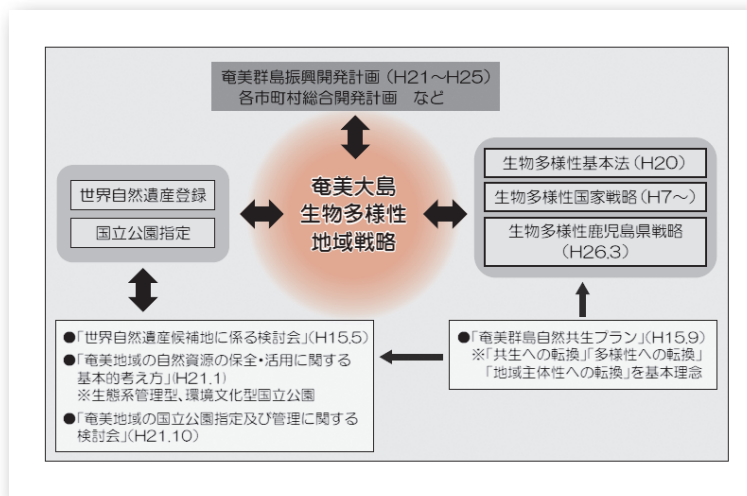 奄美群島振興開発計画（H21～H25）
各市町村総合開発計画　など
世界自然遺産登録
国立公園指定
奄美大島
生物多様性
地域戦略
生物多様性基本法（H20）
生物多様性国家戦略（H7～）
生物多様性鹿児島県戦略
（H26.3）
●「世界自然遺産候補地に係る検討会」（H15.5）
●「奄美地域の自然資源の保全・活用に関する
基本的考え方」（H21.1）
※生態系管理型、環境文化型国立公園
●「奄美地域の国立公園指定及び管理に関する
検討会」（H21.10）
●「奄美群島自然共生プラン」（H15.9）
※「共生への転換」「多様性への転換」
「地域主体性への転換」を基本理念